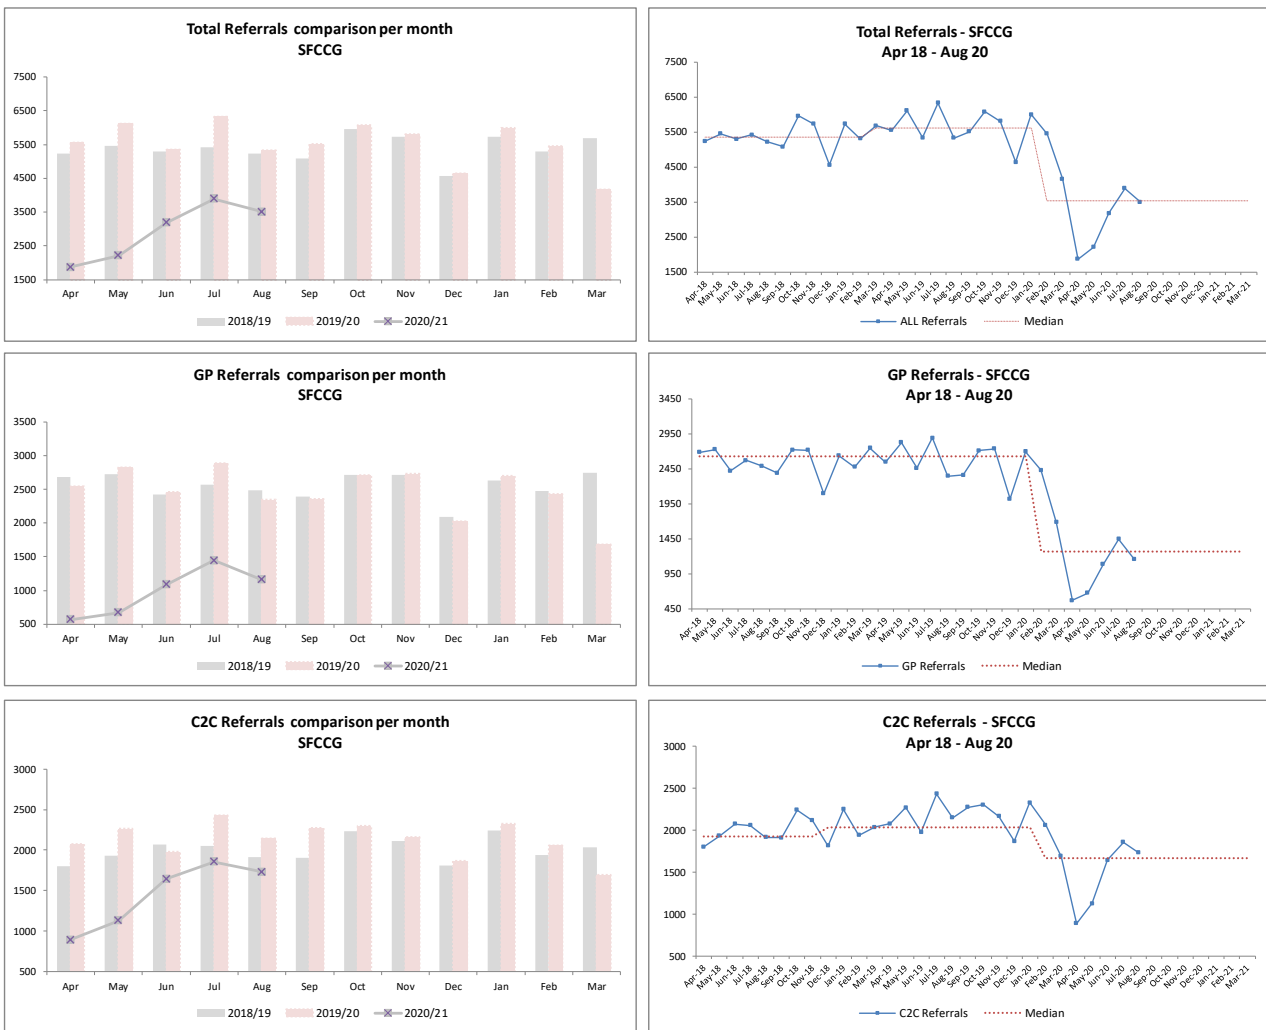 Total Referrals comparison per month
SFCCG
7500
6500
5500
4500
3500
2500
1500
Apr May Jun Jul Aug Sep Oct Nov Dec Jan Feb Mar
2018/19 2019/20 2020/21
Total Referrals - SFCCG
Apr 18 - Aug 20
7500
6500
5500
4500
3500
2500
1500
Apr-18 May-18 Jun-18 Jul-18 Aug-18 Sep-18 Oct-18 Nov-18 Dec-18 Jan-19 Feb-19 Mar-19 Apr-19 May-19 Jun-19 Jul-19 Aug-19 Sep-19 Oct-19 Nov-19 Dec-19 Jan-20 Feb-20 Mar-20 Apr-20 May-20 Jun-20 Jul-20 Aug-20 Sep-20 Oct-20 Nov-20 Dec-20 Jan-21 Feb-21 Mar-21
ALL Referrals Median
GP Referrals comparison per month
SFCCG
3500
3000
2500
2000
1500
1000
500
Apr May Jun Jul Aug Sep Oct Nov Dec Jan Feb Mar
2018/19 2019/20 2020/21
GP Referrals - SFCCG
Apr 18 - Aug 20
3450
2950
2450
1950
1450
950
450
Apr-18 May-18 Jun-18 Jul-18 Aug-18 Sep-18 Oct-18 Nov-18 Dec-18 Jan-19 Feb-19 Mar-19 Apr-19 May-19 Jun-19 Jul-19 Aug-19 Sep-19 Oct-19 Nov-19 Dec-19 Jan-20 Feb-20 Mar-20 Apr-20 May-20 Jun-20 Jul-20 Aug-20 Sep-20 Oct-20 Nov-20 Dec-20 Jan-21 Feb-21 Mar-21
GP Referrals Median
C2C Referrals comparison per month
SFCCG
3000
2500
2000
1500
1000
500
Apr May Jun Jul Aug Sep Oct Nov Dec Jan Feb Mar
2018/19 2019/20 2020/21
C2C Referrals - SFCCG
Apr 18 - Aug 20
3000
2500
2000
1500
1000
500
Apr-18 May-18 Jun-18 Jul-18 Aug-18 Sep-18 Oct-18 Nov-18 Dec-18 Jan-19 Feb-19 Mar-19 Apr-19 May-19 Jun-19 Jul-19 Aug-19 Sep-19 Oct-19 Nov-19 Dec-19 Jan-20 Feb-20 Mar-20 Apr-20 May-20 Jun-20 Jul-20 Aug-20 Sep-20 Oct-20 Nov-20 Dec-20 Jan-21 Feb-21 Mar-21
C2C Referrals Median